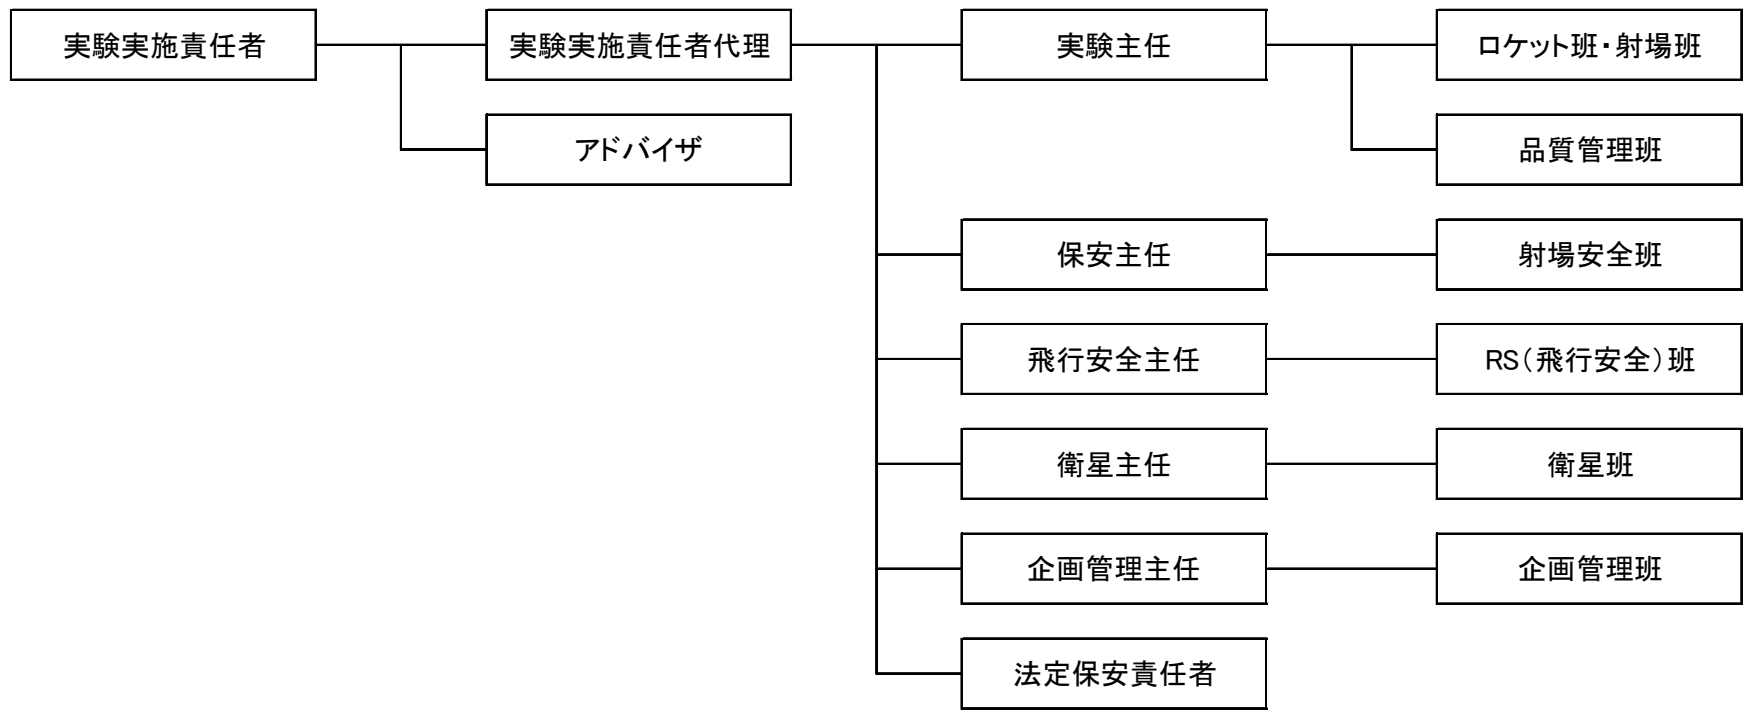 実験実施責任者
実験実施責任者代理
実験主任
ロケット班・射場班
アドバイザ
品質管理班
保安主任
射場安全班
飛行安全主任
RS（飛行安全）班
衛星主任
衛星班
企画管理主任
企画管理班
法定保安責任者